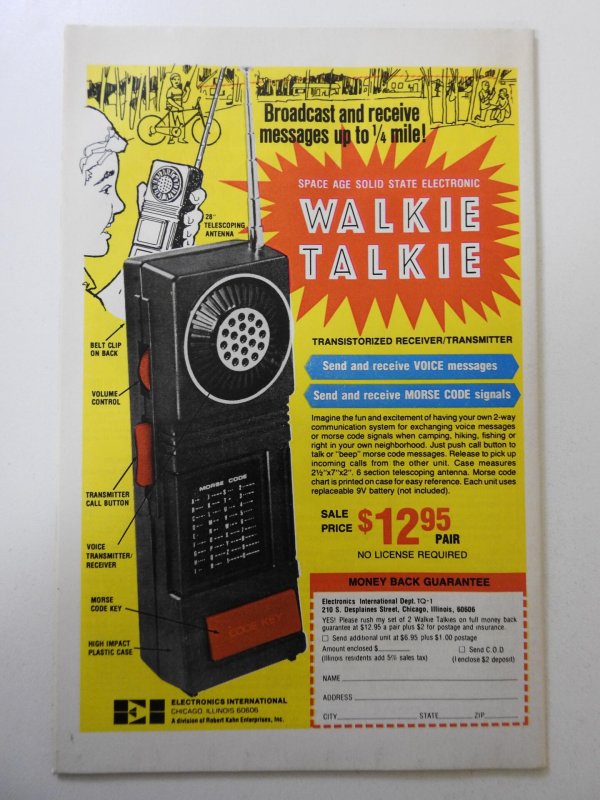 Broadcast and receive
messages up to 1/4 mile!
SPACE AGE SOLID STATE ELECTRONIC
WALKIE
TALKIE
28"
TELESCOPING
ANTENNA
TRANSISTORIZED RECEIVER/TRANSMITTER
Send and receive VOICE messages
Send and receive MORSE CODE signals
Imagine the fun and excitement of having your own 2-way
communication system for exchanging voice messages
or morse code signals when camping, hiking, fishing or
right in your own neighborhood. Just push call button to
talk or "beep" morse code messages. Release to pick up
incoming calls from the other unit. Case measures
2½"x7"x2". 6 section telescoping antenna. Morse code
chart is printed on case for easy reference. Each unit uses
replaceable 9V battery (not included).
SALE
PRICE $12.95
PAIR
NO LICENSE REQUIRED
BELT CLIP
ON BACK
VOLUME
CONTROL
TRANSMITTER
CALL BUTTON
VOICE
TRANSMITTER/
RECEIVER
MORSE
CODE KEY
HIGH IMPACT
PLASTIC CASE
MORSE CODE
CODE KEY
MONEY BACK GUARANTEE
Electronics International Dept. TQ-1
210 S. Desplaines Street, Chicago, Illinois, 60606
YES! Please rush my set of 2 Walkie Talkies on full money back
guarantee at $12.95 a pair plus $2 for postage and insurance.
Send additional unit at $6.95 plus $1.00 postage
Amount enclosed $ Send C.O.D
(Illinois residents add 5% sales tax) (I enclose $2 deposit)
NAME
ADDRESS
CITY STATE ZIP
EI
ELECTRONICS INTERNATIONAL
CHICAGO ILLINOIS 60606
A division of Robert Kahn Enterprises, Inc.